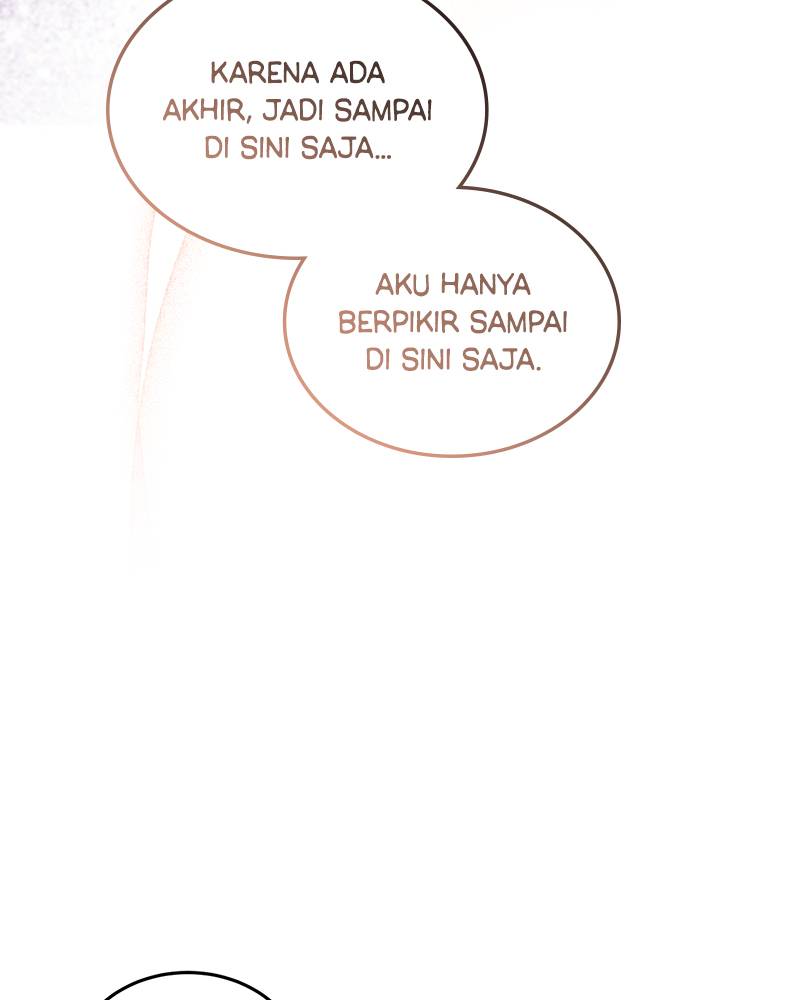 KARENA ADA
AKHIR, JADI SAMPAI
DI SINI SAJA...
AKU HANYA
BERPIKIR SAMPAI
DI SINI SAJA.